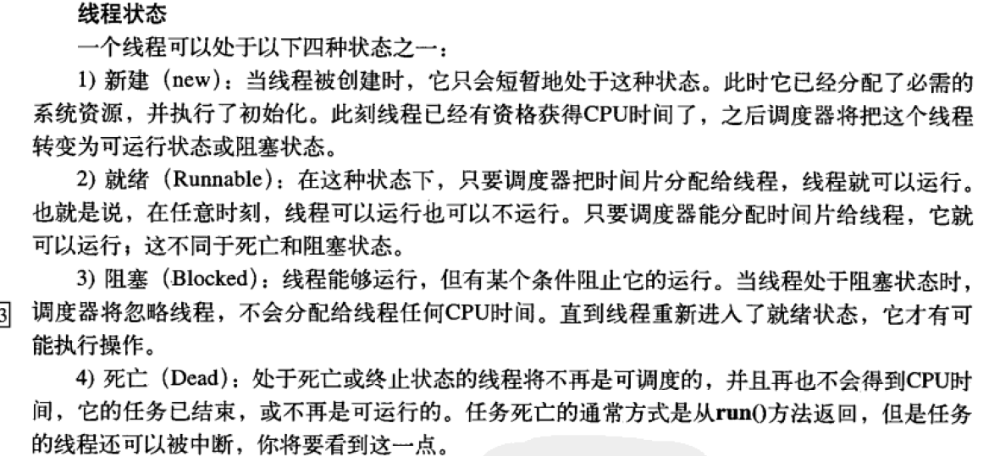 线程状态
一个线程可以处于以下四种状态之一：
1) 新建（new）：当线程被创建时，它只会短暂地处于这种状态。此时它已经分配了必需的
系统资源，并执行了初始化。此刻线程已经有资格获得CPU时间了，之后调度器将把这个线程
转变为可运行状态或阻塞状态。
2) 就绪（Runnable）：在这种状态下，只要调度器把时间片分配给线程，线程就可以运行。
也就是说，在任意时刻，线程可以运行也可以不运行。只要调度器能分配时间片给线程，它就
可以运行；这不同于死亡和阻塞状态。
3) 阻塞（Blocked）：线程能够运行，但有某个条件阻止它的运行。当线程处于阻塞状态时，
3 调度器将忽略线程，不会分配给线程任何CPU时间。直到线程重新进入了就绪状态，它才有可
能执行操作。
4) 死亡（Dead）：处于死亡或终止状态的线程将不再是可调度的，并且再也不会得到CPU时
间，它的任务已结束，或不再是可运行的。任务死亡的通常方式是从run()方法返回，但是任务
的线程还可以被中断，你将要看到这一点。